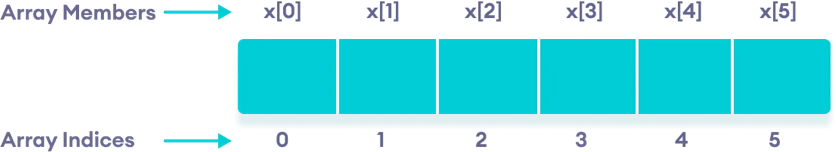 Array Members x[0] x[1] x[2] x[3] x[4] x[5]
Array Indices 0 1 2 3 4 5